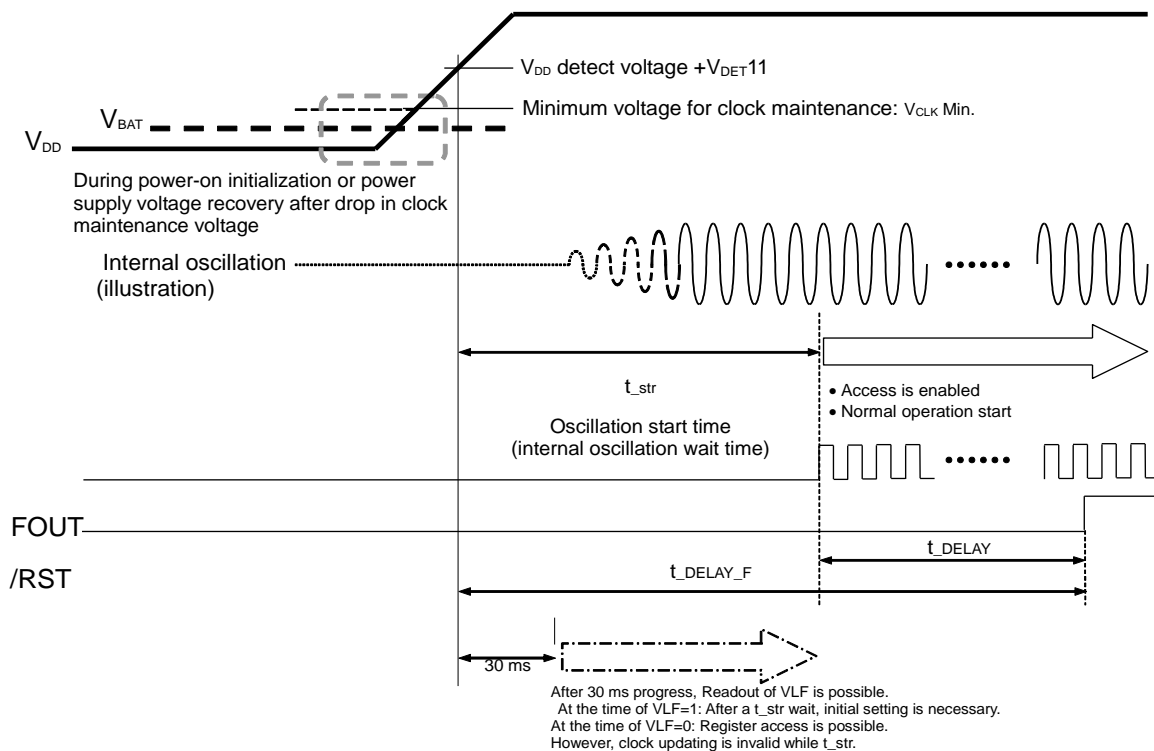 VDD detect voltage +VDET11
Minimum voltage for clock maintenance: VCLK Min.
VBAT
VDD
During power-on initialization or power
supply voltage recovery after drop in clock
maintenance voltage
Internal oscillation
(illustration)
t_str
• Access is enabled
• Normal operation start
Oscillation start time
(internal oscillation wait time)
FOUT
t_DELAY
/RST
t_DELAY_F
30 ms
After 30 ms progress, Readout of VLF is possible.
At the time of VLF=1: After a t_str wait, initial setting is necessary.
At the time of VLF=0: Register access is possible.
However, clock updating is invalid while t_str.